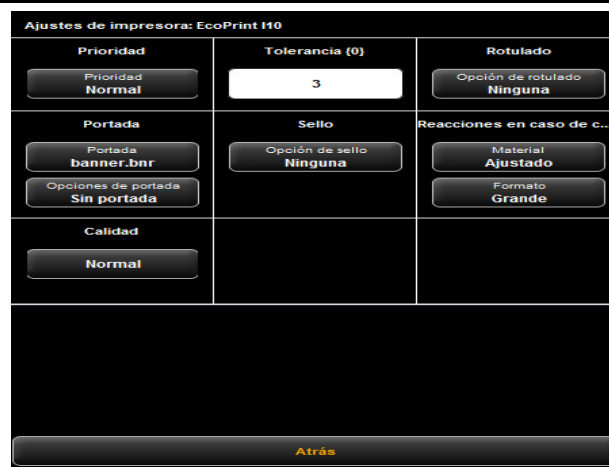 Ajustes de impresora: EcoPrint I10
Prioridad
Tolerancia {0}
Rotulado
Prioridad
Normal
3
Opción de rotulado
Ninguna
Portada
Sello
Reacciones en caso de c...
Portada
banner.bnr
Opción de sello
Ninguna
Material
Ajustado
Opciones de portada
Sin portada
Formato
Grande
Calidad
Normal
Atrás